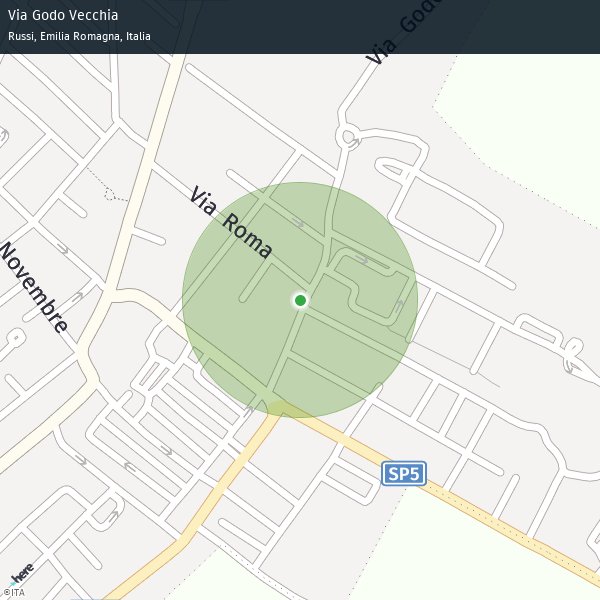 Via Godo Vecchia
Russi, Emilia Romagna, Italia
Via Godo
Via Roma
Novembre
SP5
here
©ITA